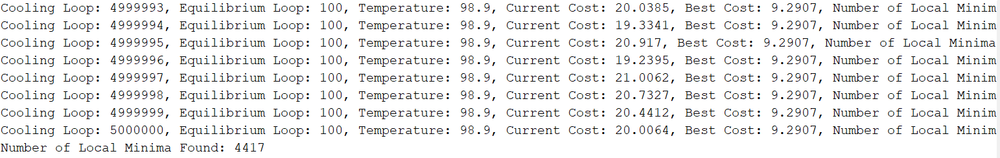 Cooling Loop: 4999993, Equilibrium Loop: 100, Temperature: 98.9, Current Cost: 20.0385, Best Cost: 9.2907, Number of Local Minim
Cooling Loop: 4999994, Equilibrium Loop: 100, Temperature: 98.9, Current Cost: 19.3341, Best Cost: 9.2907, Number of Local Minim
Cooling Loop: 4999995, Equilibrium Loop: 100, Temperature: 98.9, Current Cost: 20.917, Best Cost: 9.2907, Number of Local Minima
Cooling Loop: 4999996, Equilibrium Loop: 100, Temperature: 98.9, Current Cost: 19.2395, Best Cost: 9.2907, Number of Local Minim
Cooling Loop: 4999997, Equilibrium Loop: 100, Temperature: 98.9, Current Cost: 21.0062, Best Cost: 9.2907, Number of Local Minim
Cooling Loop: 4999998, Equilibrium Loop: 100, Temperature: 98.9, Current Cost: 20.7327, Best Cost: 9.2907, Number of Local Minim
Cooling Loop: 4999999, Equilibrium Loop: 100, Temperature: 98.9, Current Cost: 20.4412, Best Cost: 9.2907, Number of Local Minim
Cooling Loop: 5000000, Equilibrium Loop: 100, Temperature: 98.9, Current Cost: 20.0064, Best Cost: 9.2907, Number of Local Minim
Number of Local Minima Found: 4417